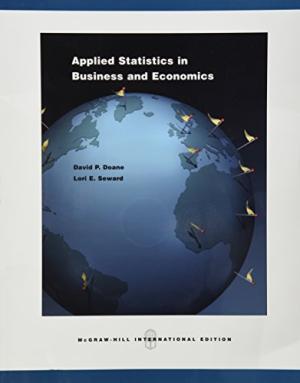 Applied Statistics in
Business and Economics
David P. Doane
Lori E. Seward
McGRAW-HILL INTERNATIONAL EDITION